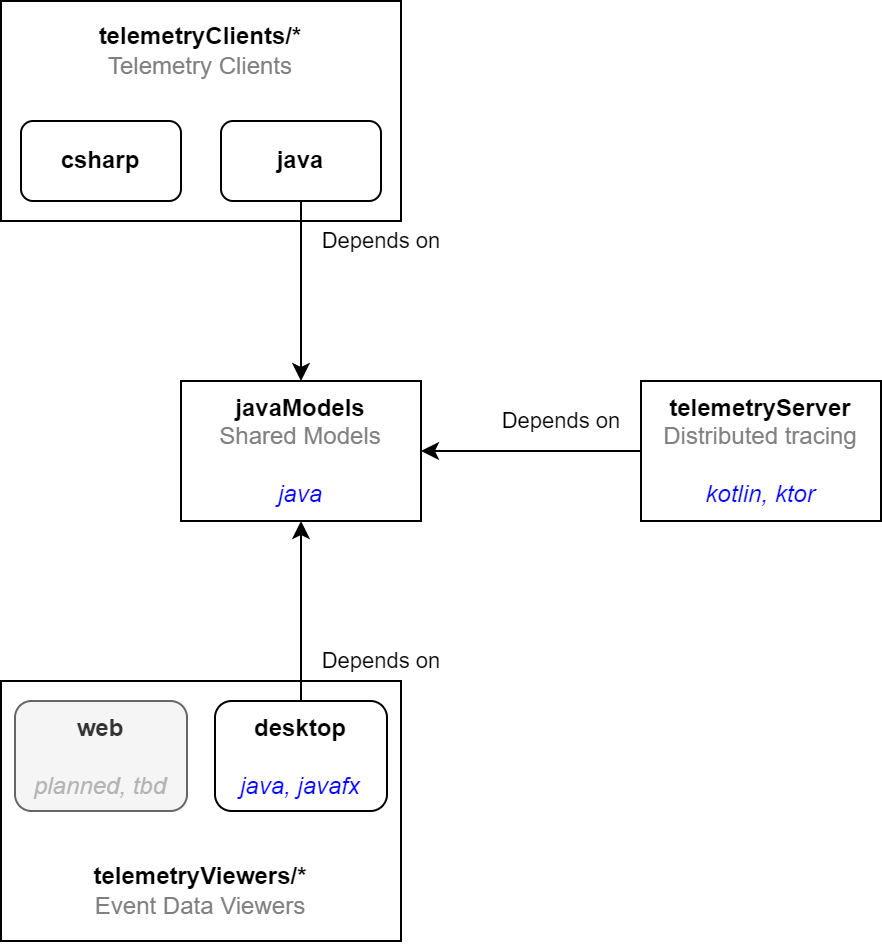 telemetryClients/*
Telemetry Clients
csharp
java
Depends on
javaModels
Shared Models
java
Depends on
telemetryServer
Distributed tracing
kotlin, ktor
Depends on
web
planned, tbd
desktop
java, javafx
telemetryViewers/*
Event Data Viewers